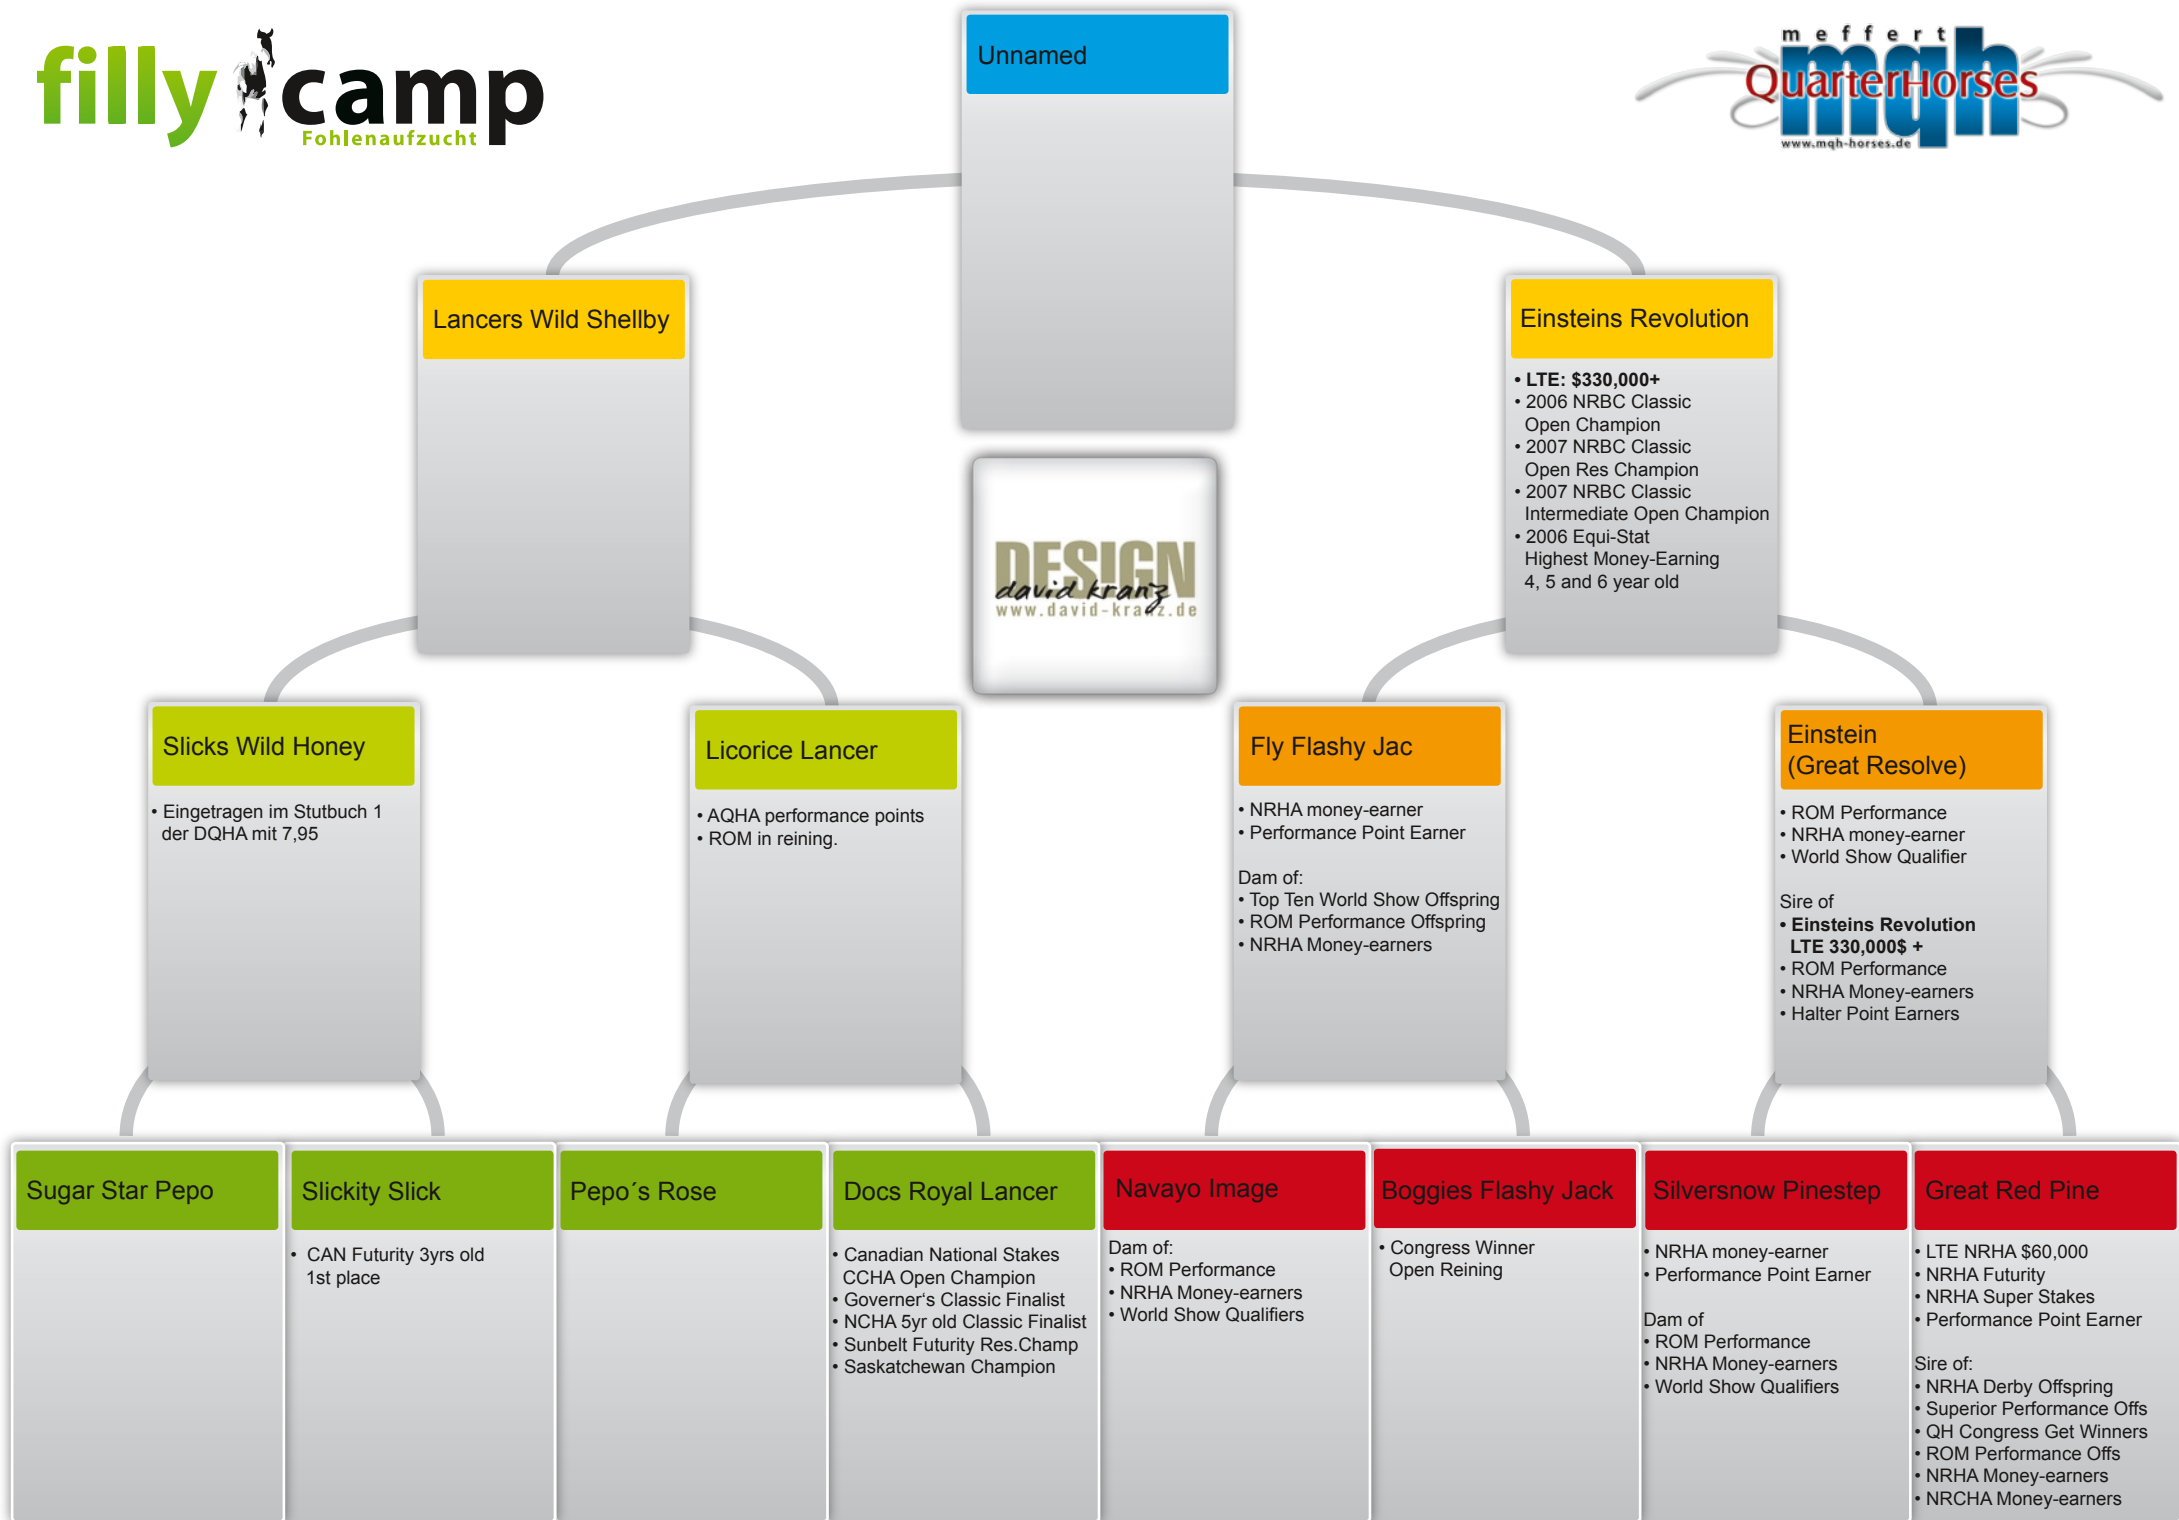 filly camp
Fohlenaufzucht
Unnamed
meffert
mqh
QuarterHorses
www.mqh-horses.de
Lancers Wild Shellby
Einsteins Revolution
• LTE: $330,000+
• 2006 NRBC Classic
Open Champion
• 2007 NRBC Classic
Open Res Champion
• 2007 NRBC Classic
Intermediate Open Champion
• 2006 Equi-Stat
Highest Money-Earning
4, 5 and 6 year old
DESIGN
david kranz
www.david-kranz.de
Slicks Wild Honey
• Eingetragen im Stutbuch 1
der DQHA mit 7,95
Licorice Lancer
• AQHA performance points
• ROM in reining.
Fly Flashy Jac
• NRHA money-earner
• Performance Point Earner
Dam of:
• Top Ten World Show Offspring
• ROM Performance Offspring
• NRHA Money-earners
Einstein
(Great Resolve)
• ROM Performance
• NRHA money-earner
• World Show Qualifier
Sire of
• Einsteins Revolution
LTE 330,000$ +
• ROM Performance
• NRHA Money-earners
• Halter Point Earners
Sugar Star Pepo
Slickity Slick
• CAN Futurity 3yrs old
1st place
Pepo´s Rose
Docs Royal Lancer
• Canadian National Stakes
CCHA Open Champion
• Governer‘s Classic Finalist
• NCHA 5yr old Classic Finalist
• Sunbelt Futurity Res.Champ
• Saskatchewan Champion
Navayo Image
Dam of:
• ROM Performance
• NRHA Money-earners
• World Show Qualifiers
Boggies Flashy Jack
• Congress Winner
Open Reining
Silversnow Pinestep
• NRHA money-earner
• Performance Point Earner
Dam of
• ROM Performance
• NRHA Money-earners
• World Show Qualifiers
Great Red Pine
• LTE NRHA $60,000
• NRHA Futurity
• NRHA Super Stakes
• Performance Point Earner
Sire of:
• NRHA Derby Offspring
• Superior Performance Offs
• QH Congress Get Winners
• ROM Performance Offs
• NRHA Money-earners
• NRCHA Money-earners